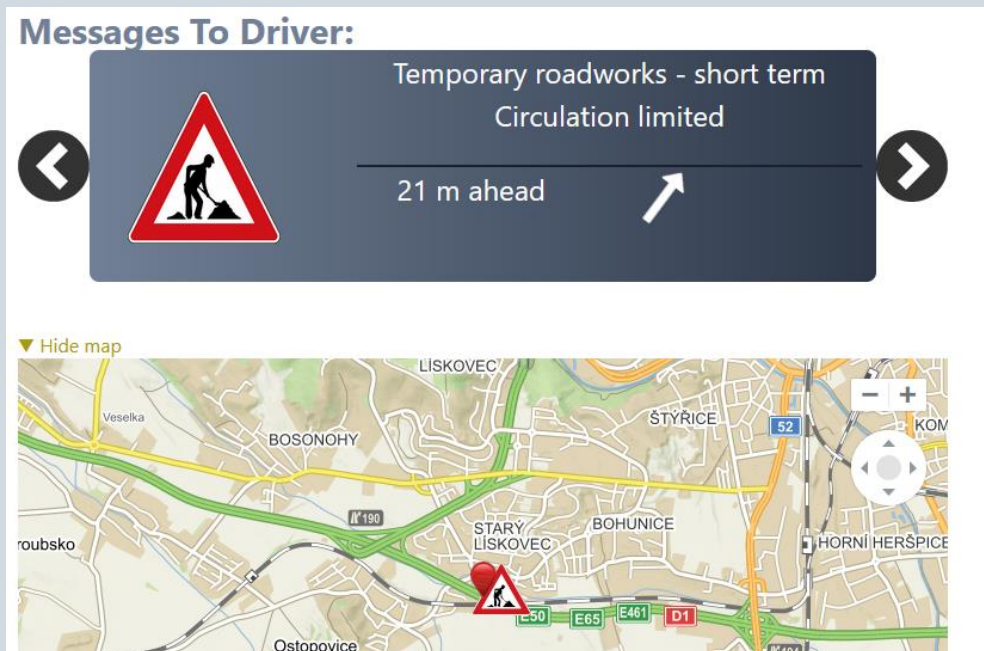 Messages To Driver:
Temporary roadworks - short term
Circulation limited
21 m ahead
▼ Hide map
LÍSKOVEC
Veselka
BOSONOHY
ŠTÝŘICE
52
KOM
190
STARÝ
LÍSKOVEC
BOHUNICE
roubsko
HORNÍ HERŠPICE
E50
E65
E461
D1
Ostopovice